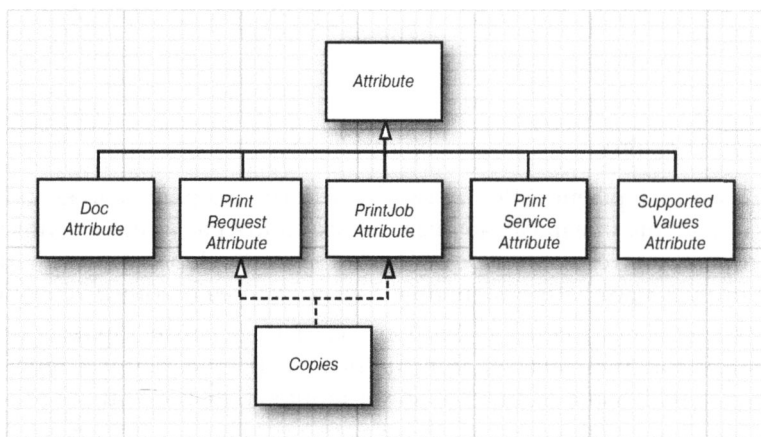 Attribute
Doc
Attribute
Print
Request
Attribute
PrintJob
Attribute
Print
Service
Attribute
Supported
Values
Attribute
Copies